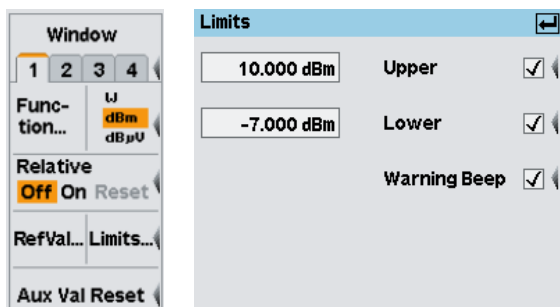 Window
1 2 3 4
Func-
tion...
W
dBm
dBµV
Relative
Off On Reset
RefVal... Limits...
Aux Val Reset
Limits
10.000 dBm Upper
-7.000 dBm Lower
Warning Beep